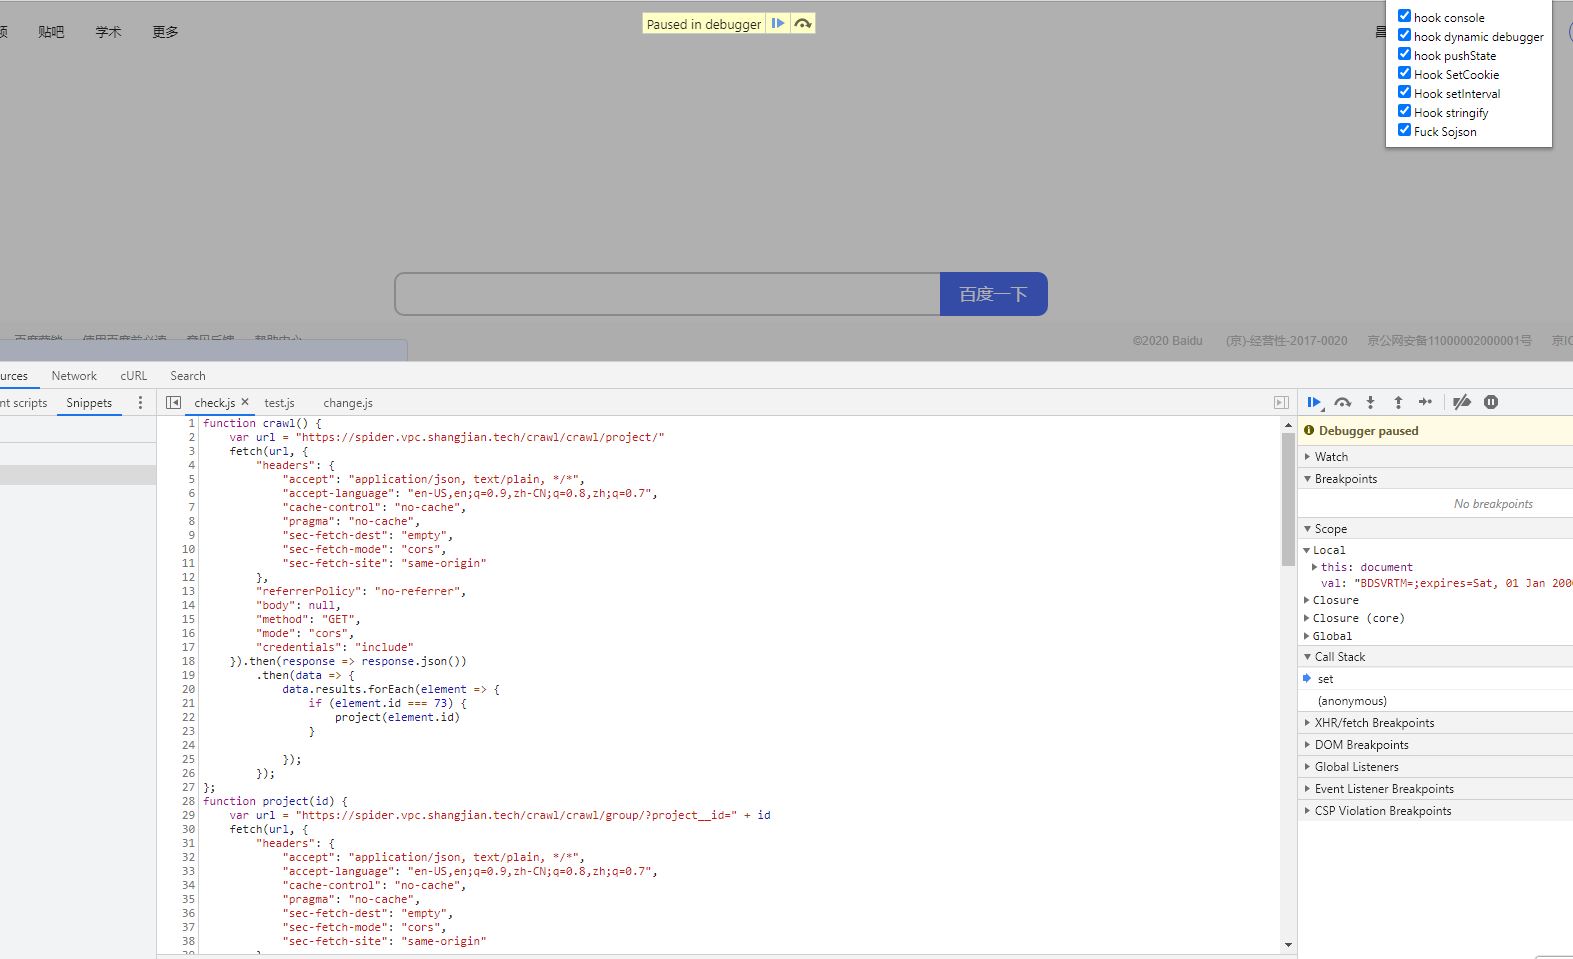 贴吧 学术 更多
Paused in debugger
hook console
hook dynamic debugger
hook pushState
Hook SetCookie
Hook setInterval
Hook stringify
Fuck Sojson
百度一下
©2020 Baidu (京)-经营性-2017-0020 京公网安备11000002000001号
urces Network cURL Search
nt scripts Snippets
check.js × test.js change.js
1 function crawl() {
2 var url = "https://spider.vpc.shangjian.tech/crawl/crawl/project/"
3 fetch(url, {
4 "headers": {
5 "accept": "application/json, text/plain, */*",
6 "accept-language": "en-US,en;q=0.9,zh-CN;q=0.8,zh;q=0.7",
7 "cache-control": "no-cache",
8 "pragma": "no-cache",
9 "sec-fetch-dest": "empty",
10 "sec-fetch-mode": "cors",
11 "sec-fetch-site": "same-origin"
12 },
13 "referrerPolicy": "no-referrer",
14 "body": null,
15 "method": "GET",
16 "mode": "cors",
17 "credentials": "include"
18 }).then(response => response.json())
19 .then(data => {
20 data.results.forEach(element => {
21 if (element.id === 73) {
22 project(element.id)
23 }
24
25 });
26 });
27 };
28 function project(id) {
29 var url = "https://spider.vpc.shangjian.tech/crawl/crawl/group/?project__id=" + id
30 fetch(url, {
31 "headers": {
32 "accept": "application/json, text/plain, */*",
33 "accept-language": "en-US,en;q=0.9,zh-CN;q=0.8,zh;q=0.7",
34 "cache-control": "no-cache",
35 "pragma": "no-cache",
36 "sec-fetch-dest": "empty",
37 "sec-fetch-mode": "cors",
38 "sec-fetch-site": "same-origin"
Debugger paused
Watch
Breakpoints
No breakpoints
Scope
Local
this: document
val: "BDSVRTM=;expires=Sat, 01 Jan 200
Closure
Closure (core)
Global
Call Stack
set
(anonymous)
XHR/fetch Breakpoints
DOM Breakpoints
Global Listeners
Event Listener Breakpoints
CSP Violation Breakpoints